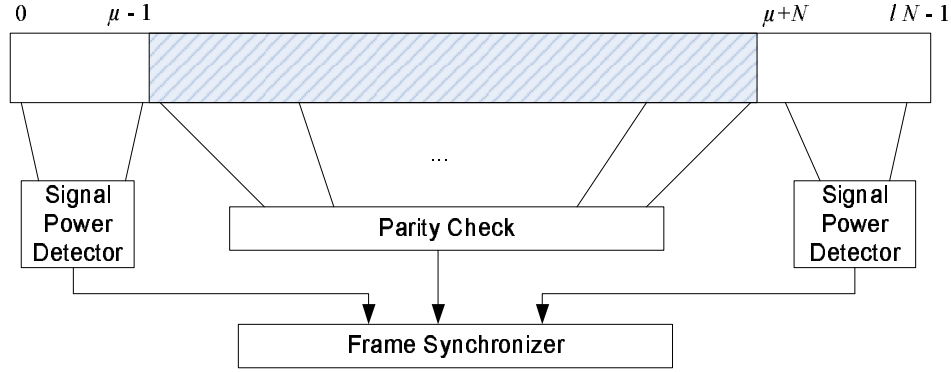 0 μ - 1 μ+N l N - 1
...
Signal
Power
Detector
Parity Check
Signal
Power
Detector
Frame Synchronizer